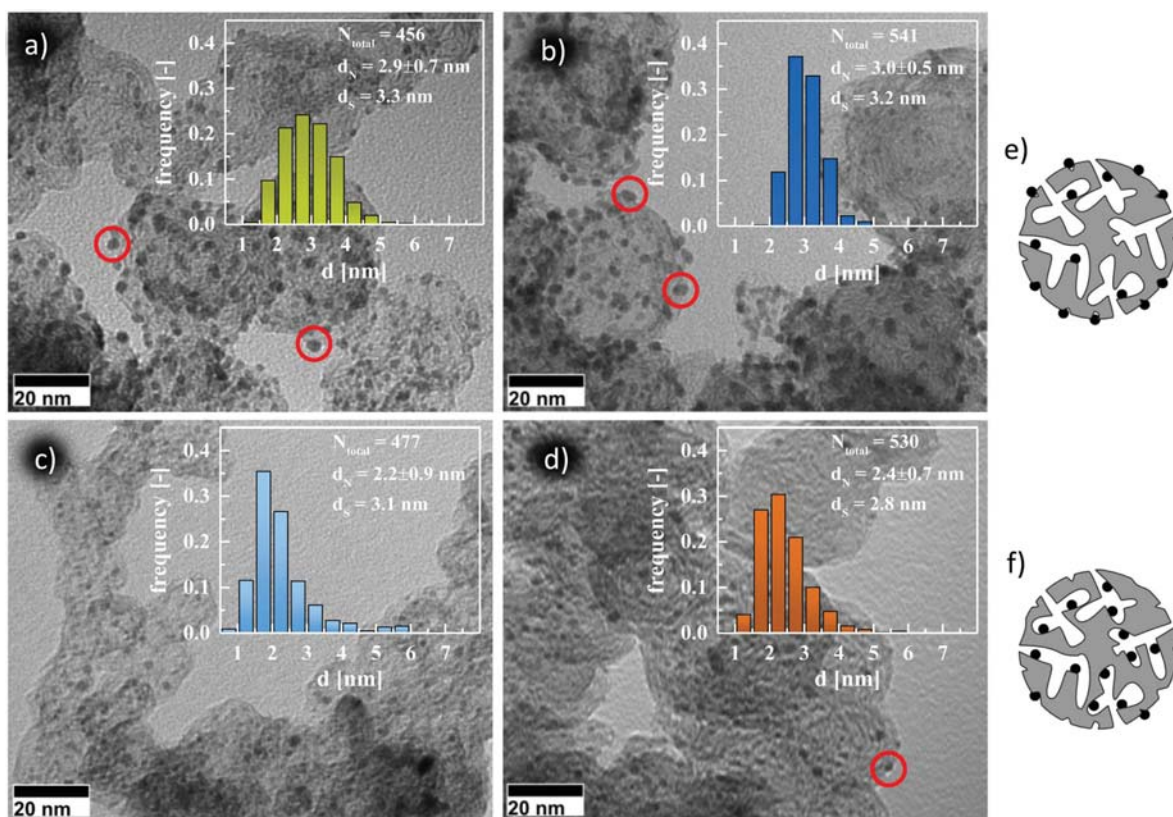 a)
N_total = 456
d_N = 2.9±0.7 nm
d_S = 3.3 nm
frequency [-]
0.4
0.3
0.2
0.1
0.0
1 2 3 4 5 6 7
d [nm]
20 nm
b)
N_total = 541
d_N = 3.0±0.5 nm
d_S = 3.2 nm
frequency [-]
0.4
0.3
0.2
0.1
0.0
1 2 3 4 5 6 7
d [nm]
20 nm
e)
c)
N_total = 477
d_N = 2.2±0.9 nm
d_S = 3.1 nm
frequency [-]
0.4
0.3
0.2
0.1
0.0
1 2 3 4 5 6 7
d [nm]
20 nm
d)
N_total = 530
d_N = 2.4±0.7 nm
d_S = 2.8 nm
frequency [-]
0.4
0.3
0.2
0.1
0.0
1 2 3 4 5 6 7
d [nm]
20 nm
f)